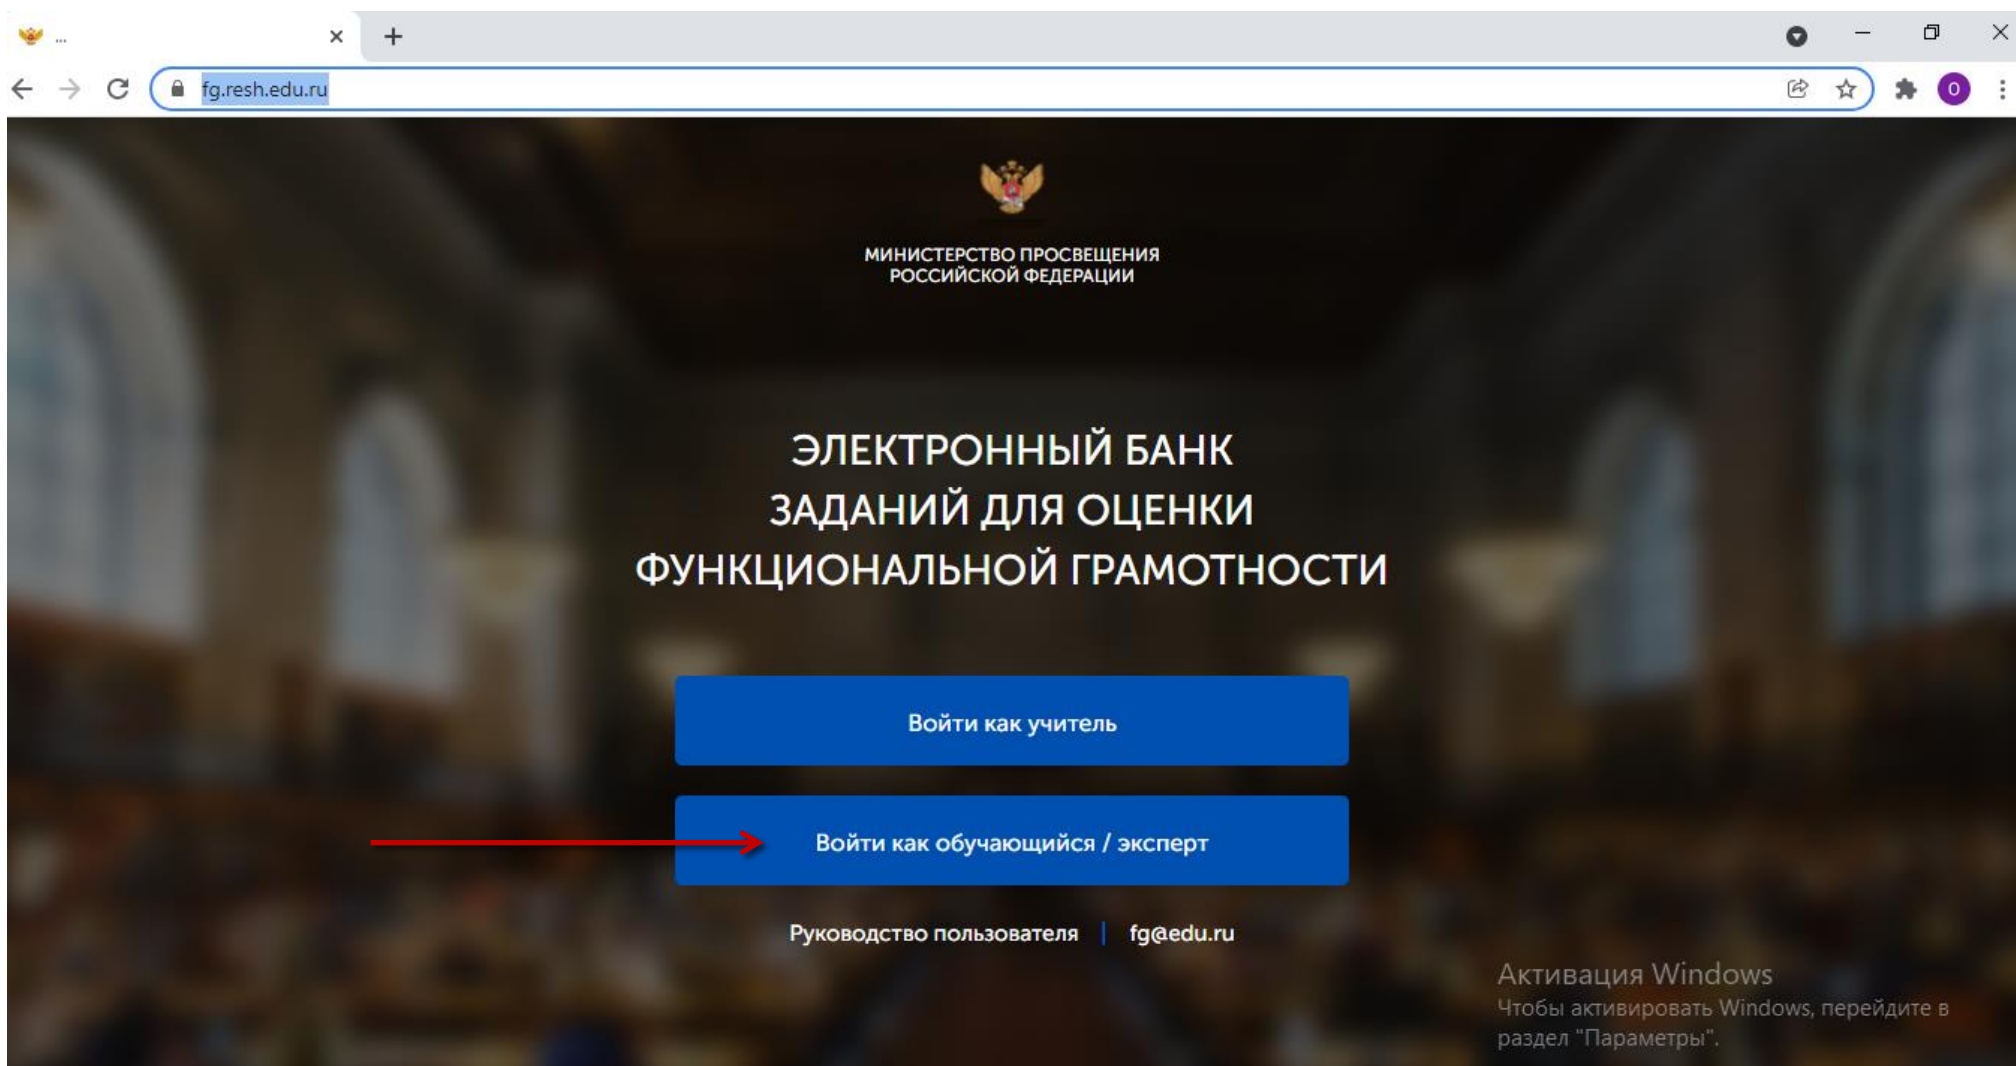 ...
fg.resh.edu.ru
O
МИНИСТЕРСТВО ПРОСВЕЩЕНИЯ
РОССИЙСКОЙ ФЕДЕРАЦИИ
ЭЛЕКТРОННЫЙ БАНК
ЗАДАНИЙ ДЛЯ ОЦЕНКИ
ФУНКЦИОНАЛЬНОЙ ГРАМОТНОСТИ
Войти как учитель
Войти как обучающийся / эксперт
Руководство пользователя | fg@edu.ru
Активация Windows
Чтобы активировать Windows, перейдите в
раздел "Параметры".